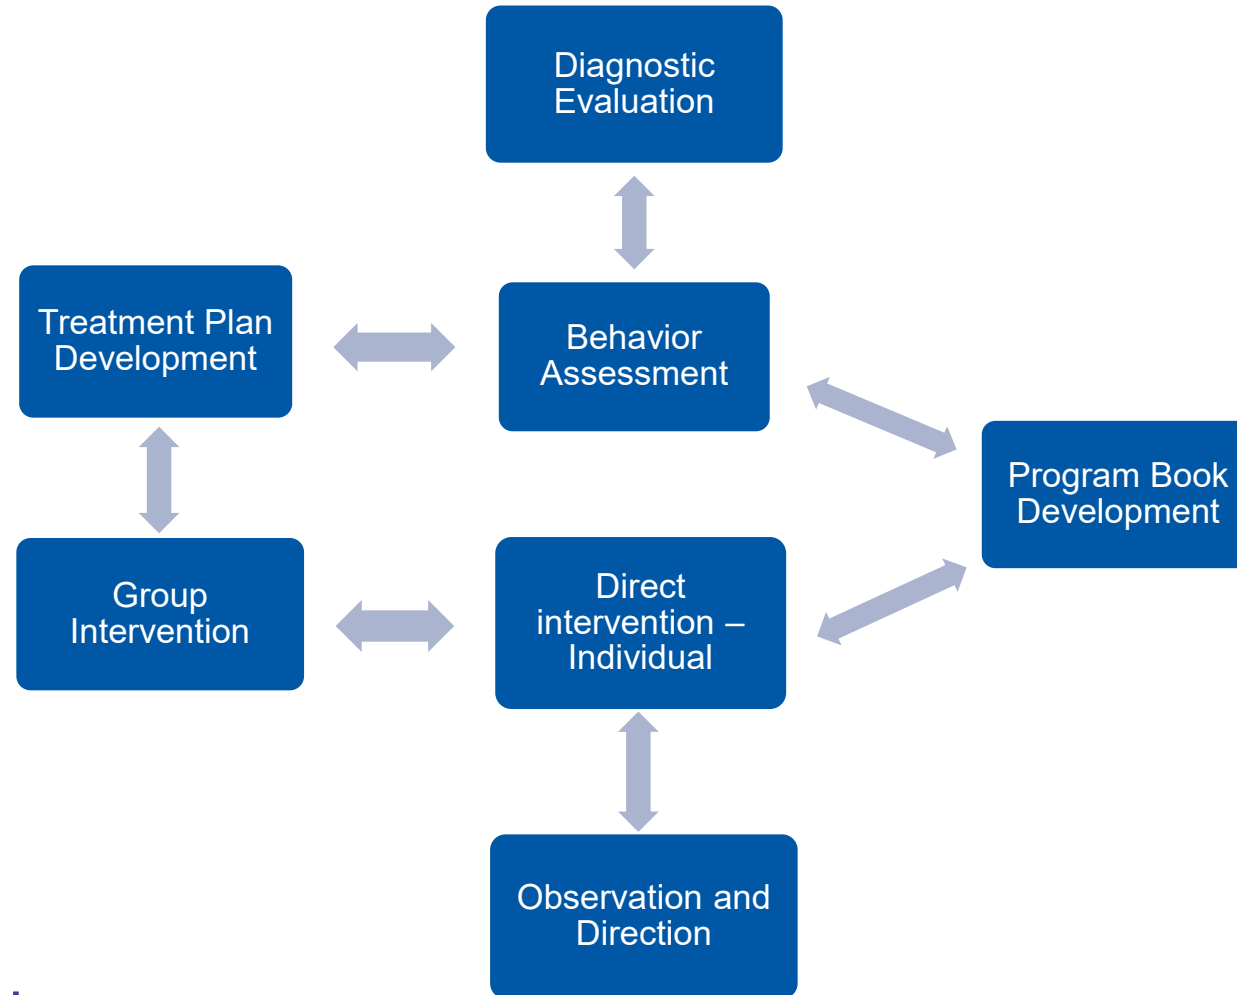 Diagnostic
Evaluation
Treatment Plan
Development
Behavior
Assessment
Program Book
Development
Group
Intervention
Direct
intervention –
Individual
Observation and
Direction